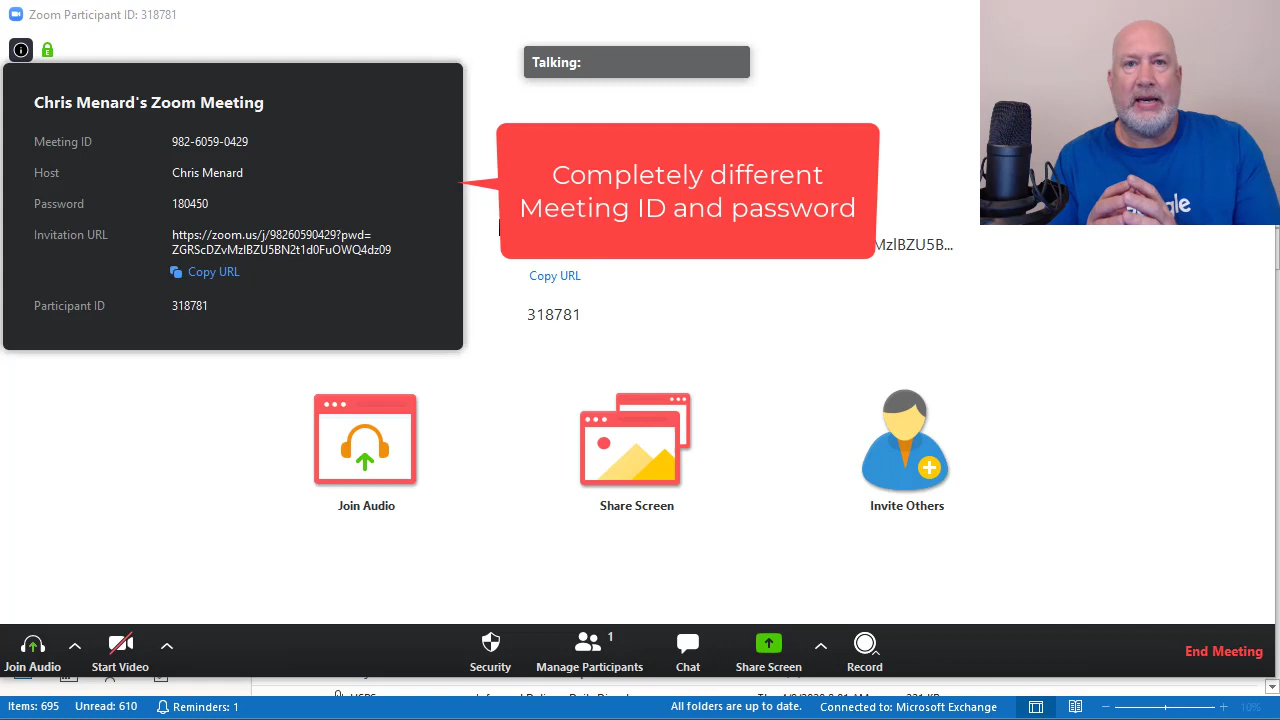 Zoom Participant ID: 318781
Talking:
Chris Menard's Zoom Meeting
Meeting ID 982-6059-0429
Host Chris Menard
Password 180450
Invitation URL https://zoom.us/j/98260590429?pwd=
ZGRScDZvMzlBZU5BN2t1d0FuOWQ4dz09
Copy URL
Participant ID 318781
Completely different
Meeting ID and password
MzlBZU5B...
Copy URL
318781
Join Audio
Share Screen
Invite Others
Join Audio
Start Video
Security
Manage Participants 1
Chat
Share Screen
Record
End Meeting
Items: 695 Unread: 610 Reminders: 1 All folders are up to date. Connected to: Microsoft Exchange 10%